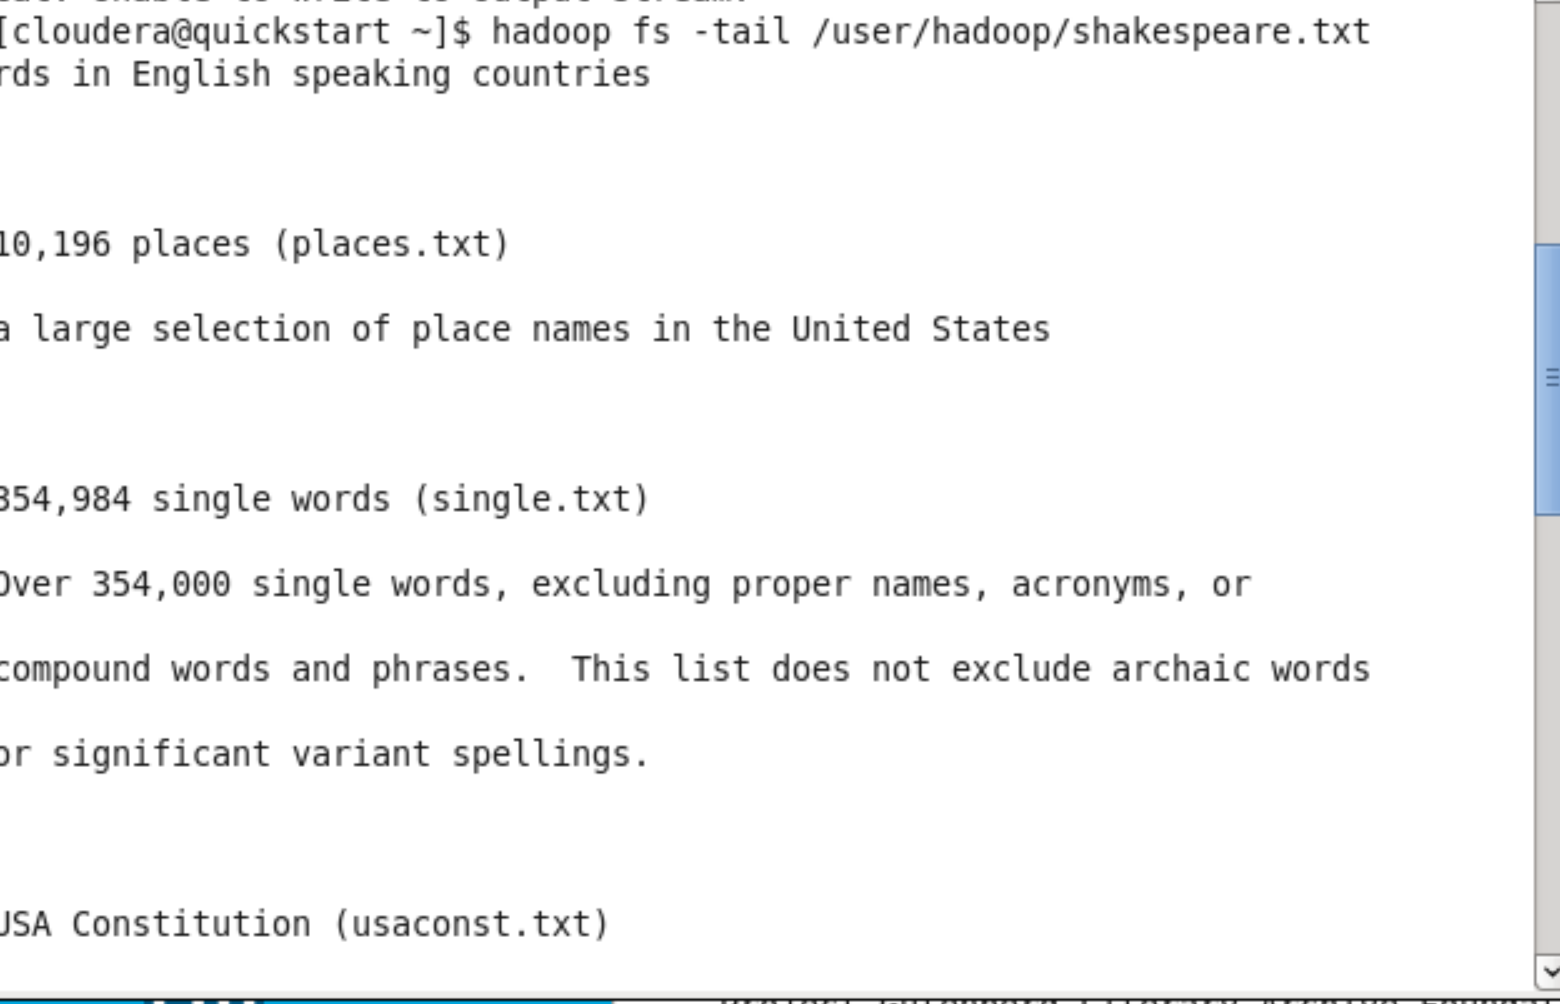 [cloudera@quickstart ~]$ hadoop fs -tail /user/hadoop/shakespeare.txt
rds in English speaking countries
10,196 places (places.txt)
a large selection of place names in the United States
354,984 single words (single.txt)
Over 354,000 single words, excluding proper names, acronyms, or
compound words and phrases.  This list does not exclude archaic words
or significant variant spellings.
USA Constitution (usaconst.txt)